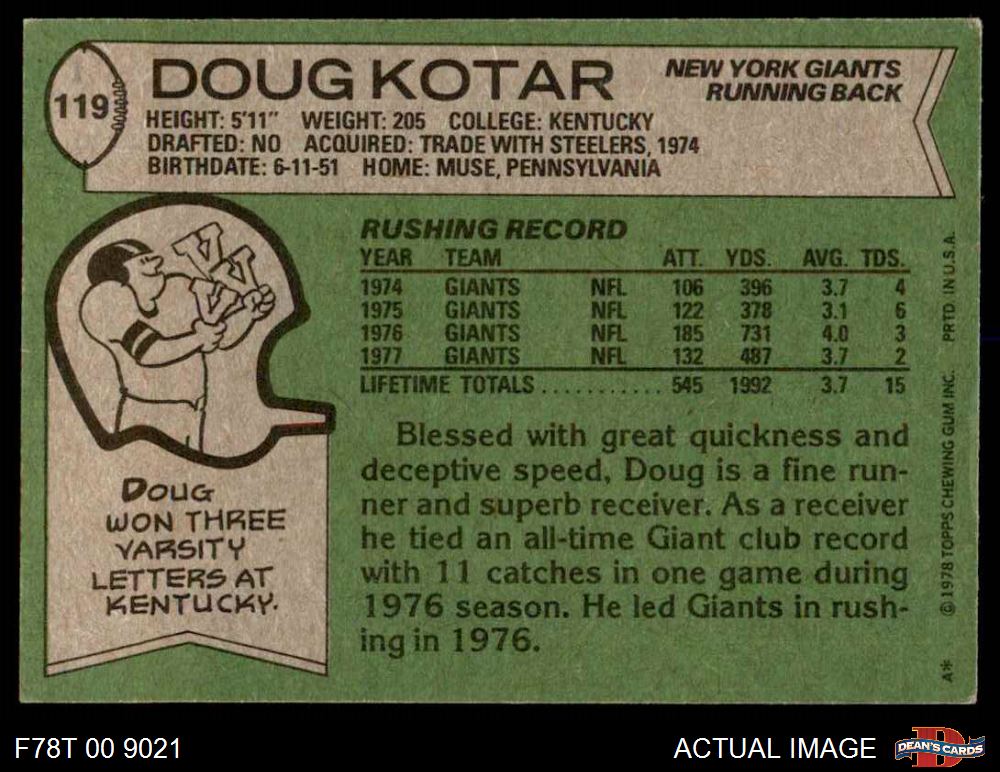 119
DOUG KOTAR
NEW YORK GIANTS
RUNNING BACK
HEIGHT: 5'11" WEIGHT: 205 COLLEGE: KENTUCKY
DRAFTED: NO ACQUIRED: TRADE WITH STEELERS, 1974
BIRTHDATE: 6-11-51 HOME: MUSE, PENNSYLVANIA
V V V
DOUG
WON THREE
VARSITY
LETTERS AT
KENTUCKY.
RUSHING RECORD
YEAR TEAM ATT. YDS. AVG. TDS.
1974 GIANTS NFL 106 396 3.7 4
1975 GIANTS NFL 122 378 3.1 6
1976 GIANTS NFL 185 731 4.0 3
1977 GIANTS NFL 132 487 3.7 2
LIFETIME TOTALS ........... 545 1992 3.7 15
Blessed with great quickness and
deceptive speed, Doug is a fine run-
ner and superb receiver. As a receiver
he tied an all-time Giant club record
with 11 catches in one game during
1976 season. He led Giants in rush-
ing in 1976.
A* © 1978 TOPPS CHEWING GUM INC. PRTD. IN U.S.A.
F78T 00 9021
ACTUAL IMAGE
D
DEAN'S CARDS